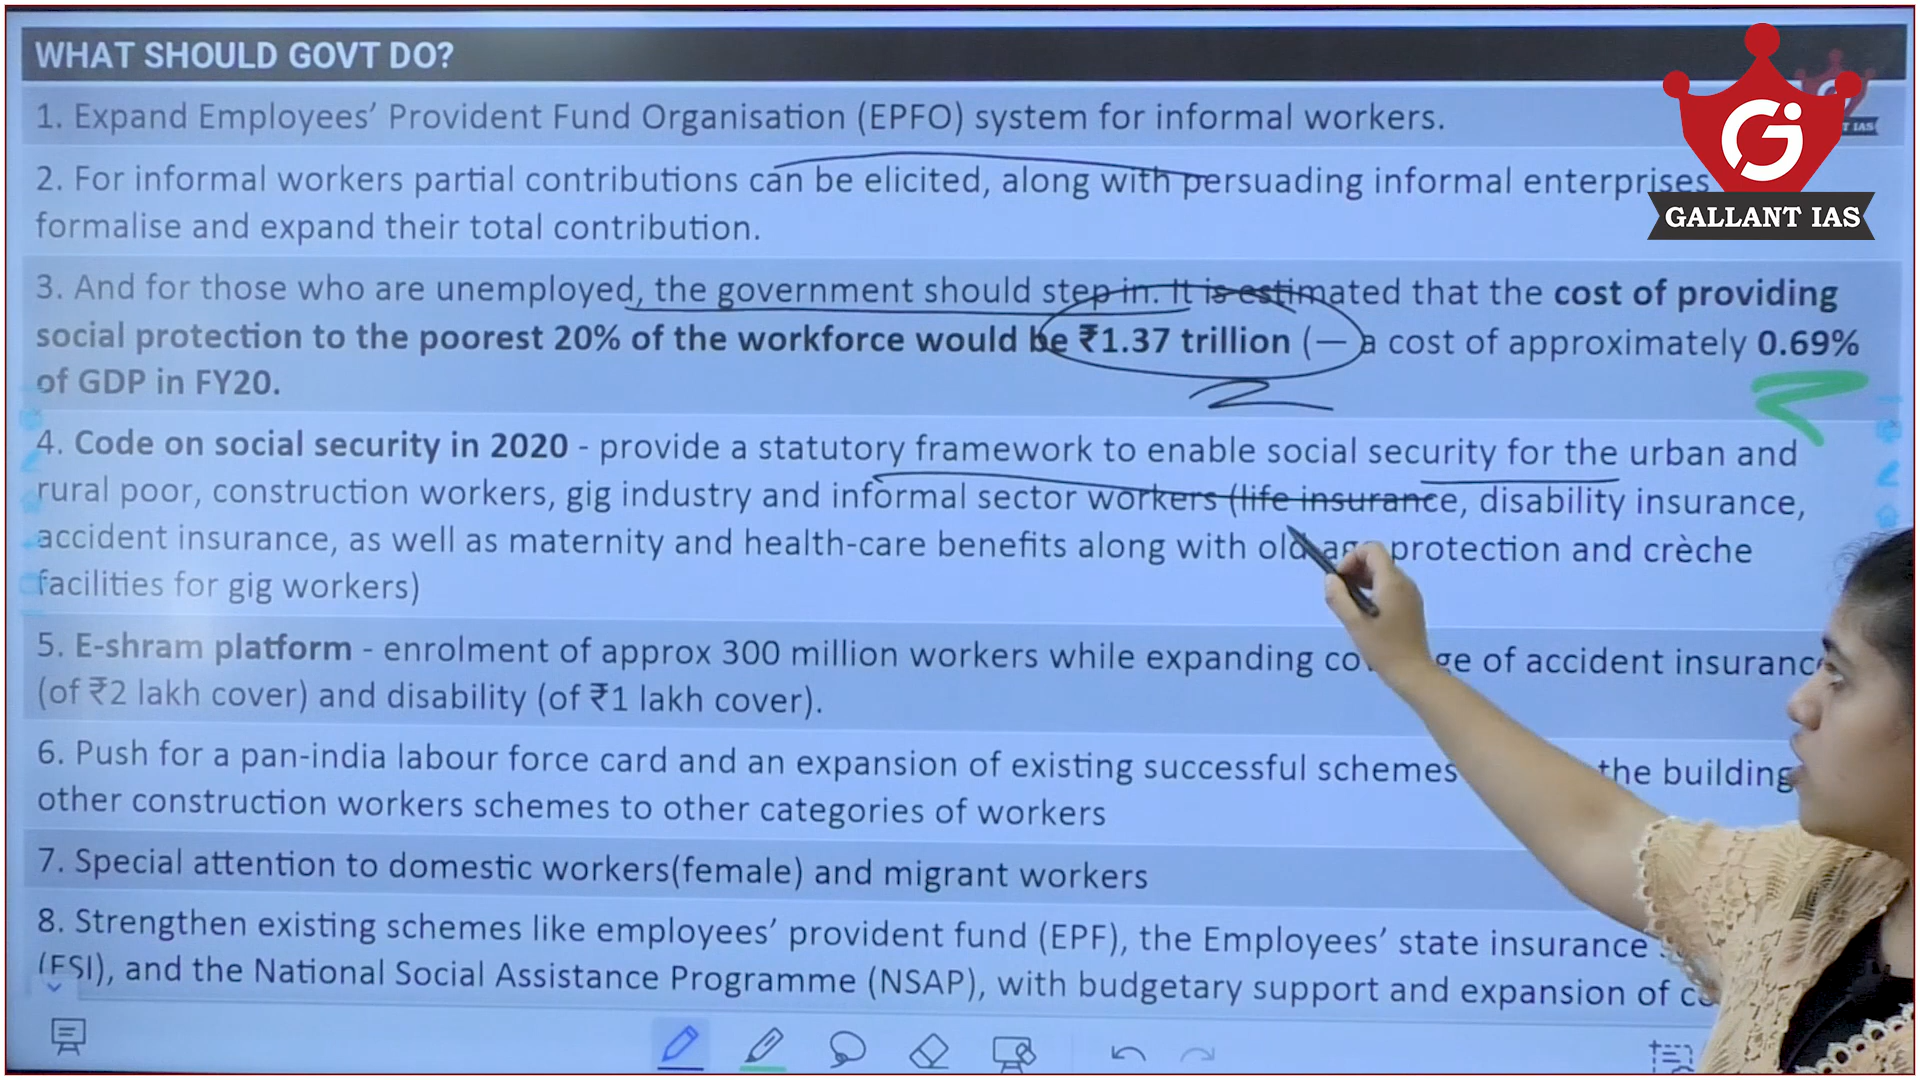 WHAT SHOULD GOVT DO?
1. Expand Employees' Provident Fund Organisation (EPFO) system for informal workers.
2. For informal workers partial contributions can be elicited, along with persuading informal enterprises
formalise and expand their total contribution.
3. And for those who are unemployed, the government should step in. It is estimated that the cost of providing
social protection to the poorest 20% of the workforce would be ₹1.37 trillion (— a cost of approximately 0.69%
of GDP in FY20.
4. Code on social security in 2020 - provide a statutory framework to enable social security for the urban and
rural poor, construction workers, gig industry and informal sector workers (life insurance, disability insurance,
accident insurance, as well as maternity and health-care benefits along with old protection and crèche
facilities for gig workers)
5. E-shram platform - enrolment of approx 300 million workers while expanding of accident insurance
(of ₹2 lakh cover) and disability (of ₹1 lakh cover).
6. Push for a pan-india labour force card and an expansion of existing successful schemes the building
other construction workers schemes to other categories of workers
7. Special attention to domestic workers(female) and migrant workers
8. Strengthen existing schemes like employees' provident fund (EPF), the Employees' state insurance
(ESI), and the National Social Assistance Programme (NSAP), with budgetary support and expansion of
GALLANT IAS